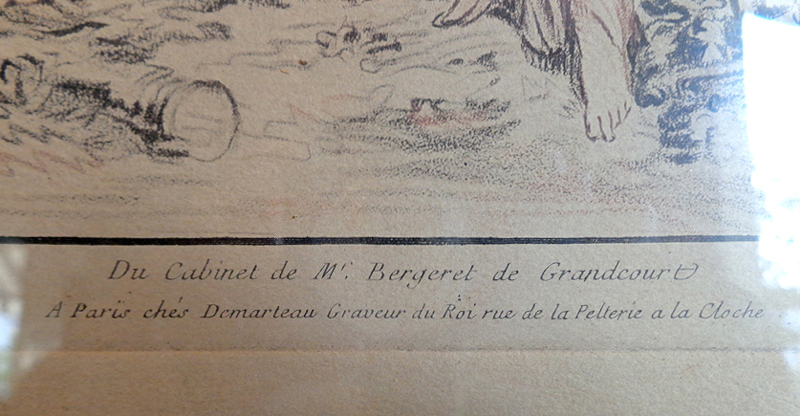 Du Cabinet de Mr. Bergeret de Grandcourt
A Paris chés Demarteau Graveur du Roi rue de la Pelterie a la Cloche